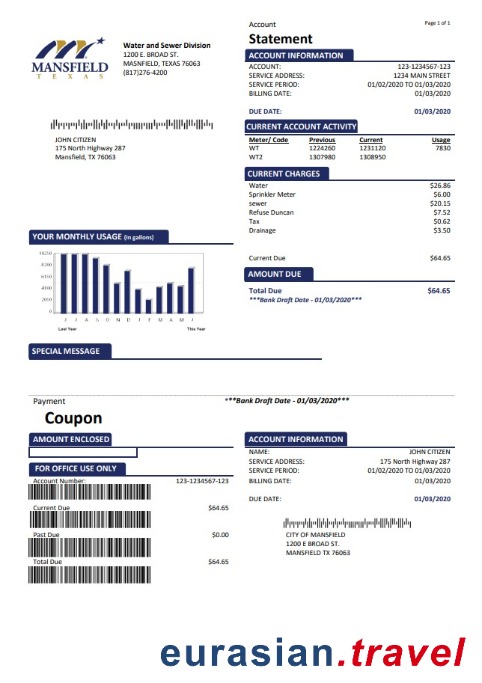 Account
Page 1 of 1
Statement
MANSFIELD
TEXAS
Water and Sewer Division
1200 E. BROAD ST.
MASNFIELD, TEXAS 76063
(817)276-4200
ACCOUNT INFORMATION
ACCOUNT: 123-1234567-123
SERVICE ADDRESS: 1234 MAIN STREET
SERVICE PERIOD: 01/02/2020 TO 01/03/2020
BILLING DATE: 01/03/2020
DUE DATE: 01/03/2020
JOHN CITIZEN
175 North Highway 287
Mansfield, TX 76063
CURRENT ACCOUNT ACTIVITY
Meter/ Code Previous Current Usage
WT 1224260 1231120 7830
WT2 1307980 1308950
CURRENT CHARGES
Water $26.86
Sprinkler Meter $6.00
sewer $20.15
Refuse Duncan $7.52
Tax $0.62
Drainage $3.50
Current Due $64.65
AMOUNT DUE
Total Due $64.65
***Bank Draft Date - 01/03/2020***
YOUR MONTHLY USAGE (in gallons)
J J A S O N D J F M A M J
Last Year This Year
SPECIAL MESSAGE
Payment
***Bank Draft Date - 01/03/2020***
Coupon
AMOUNT ENCLOSED
FOR OFFICE USE ONLY
Account Number: 123-1234567-123
Current Due $64.65
Past Due $0.00
Total Due $64.65
ACCOUNT INFORMATION
NAME: JOHN CITIZEN
SERVICE ADDRESS: 175 North Highway 287
SERVICE PERIOD: 01/02/2020 TO 01/03/2020
BILLING DATE: 01/03/2020
DUE DATE: 01/03/2020
CITY OF MANSFIELD
1200 E BROAD ST.
MANSFIELD TX 76063
eurasian.travel